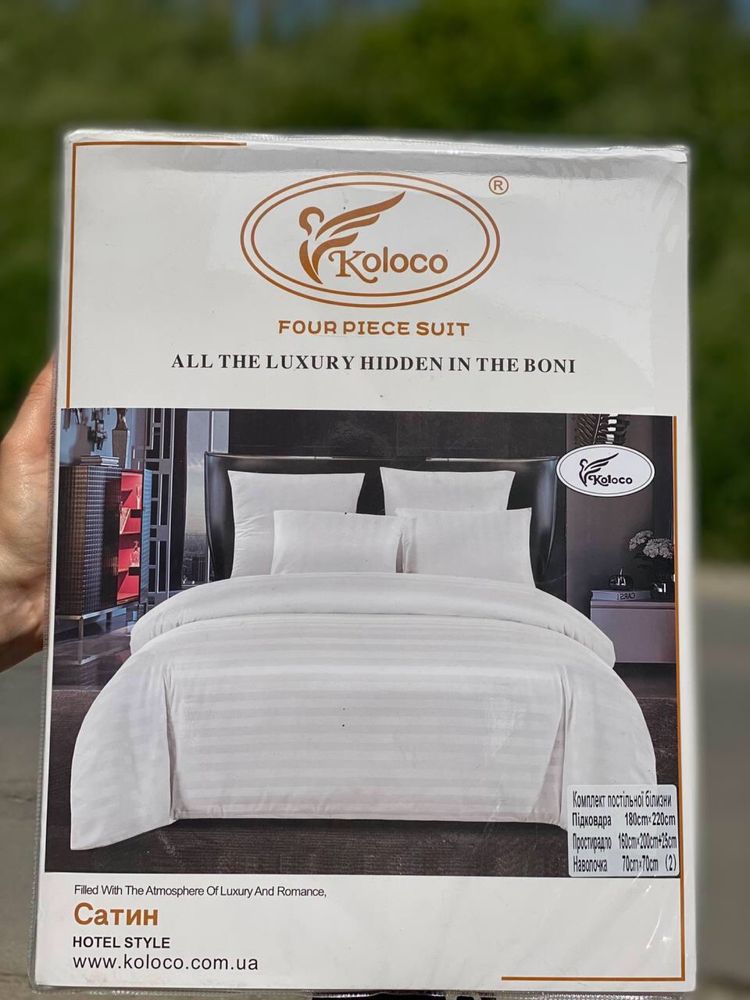 ®
Koloco
FOUR PIECE SUIT
ALL THE LUXURY HIDDEN IN THE BONI
Koloco
CARS!
Комплект постільної білизни
Підковдра 180cm×220cm
Простирадло 160cm×200cm+25cm
Наволочка 70cm×70cm (2)
Filled With The Atmosphere Of Luxury And Romance,
Сатин
HOTEL STYLE
www.koloco.com.ua